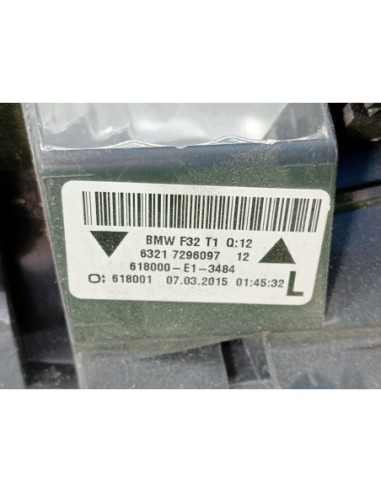 BMW F32 T1 Q:12
6321 7296097 12
618000-E1-3484
O: 618001 07.03.2015 01:45:32 L